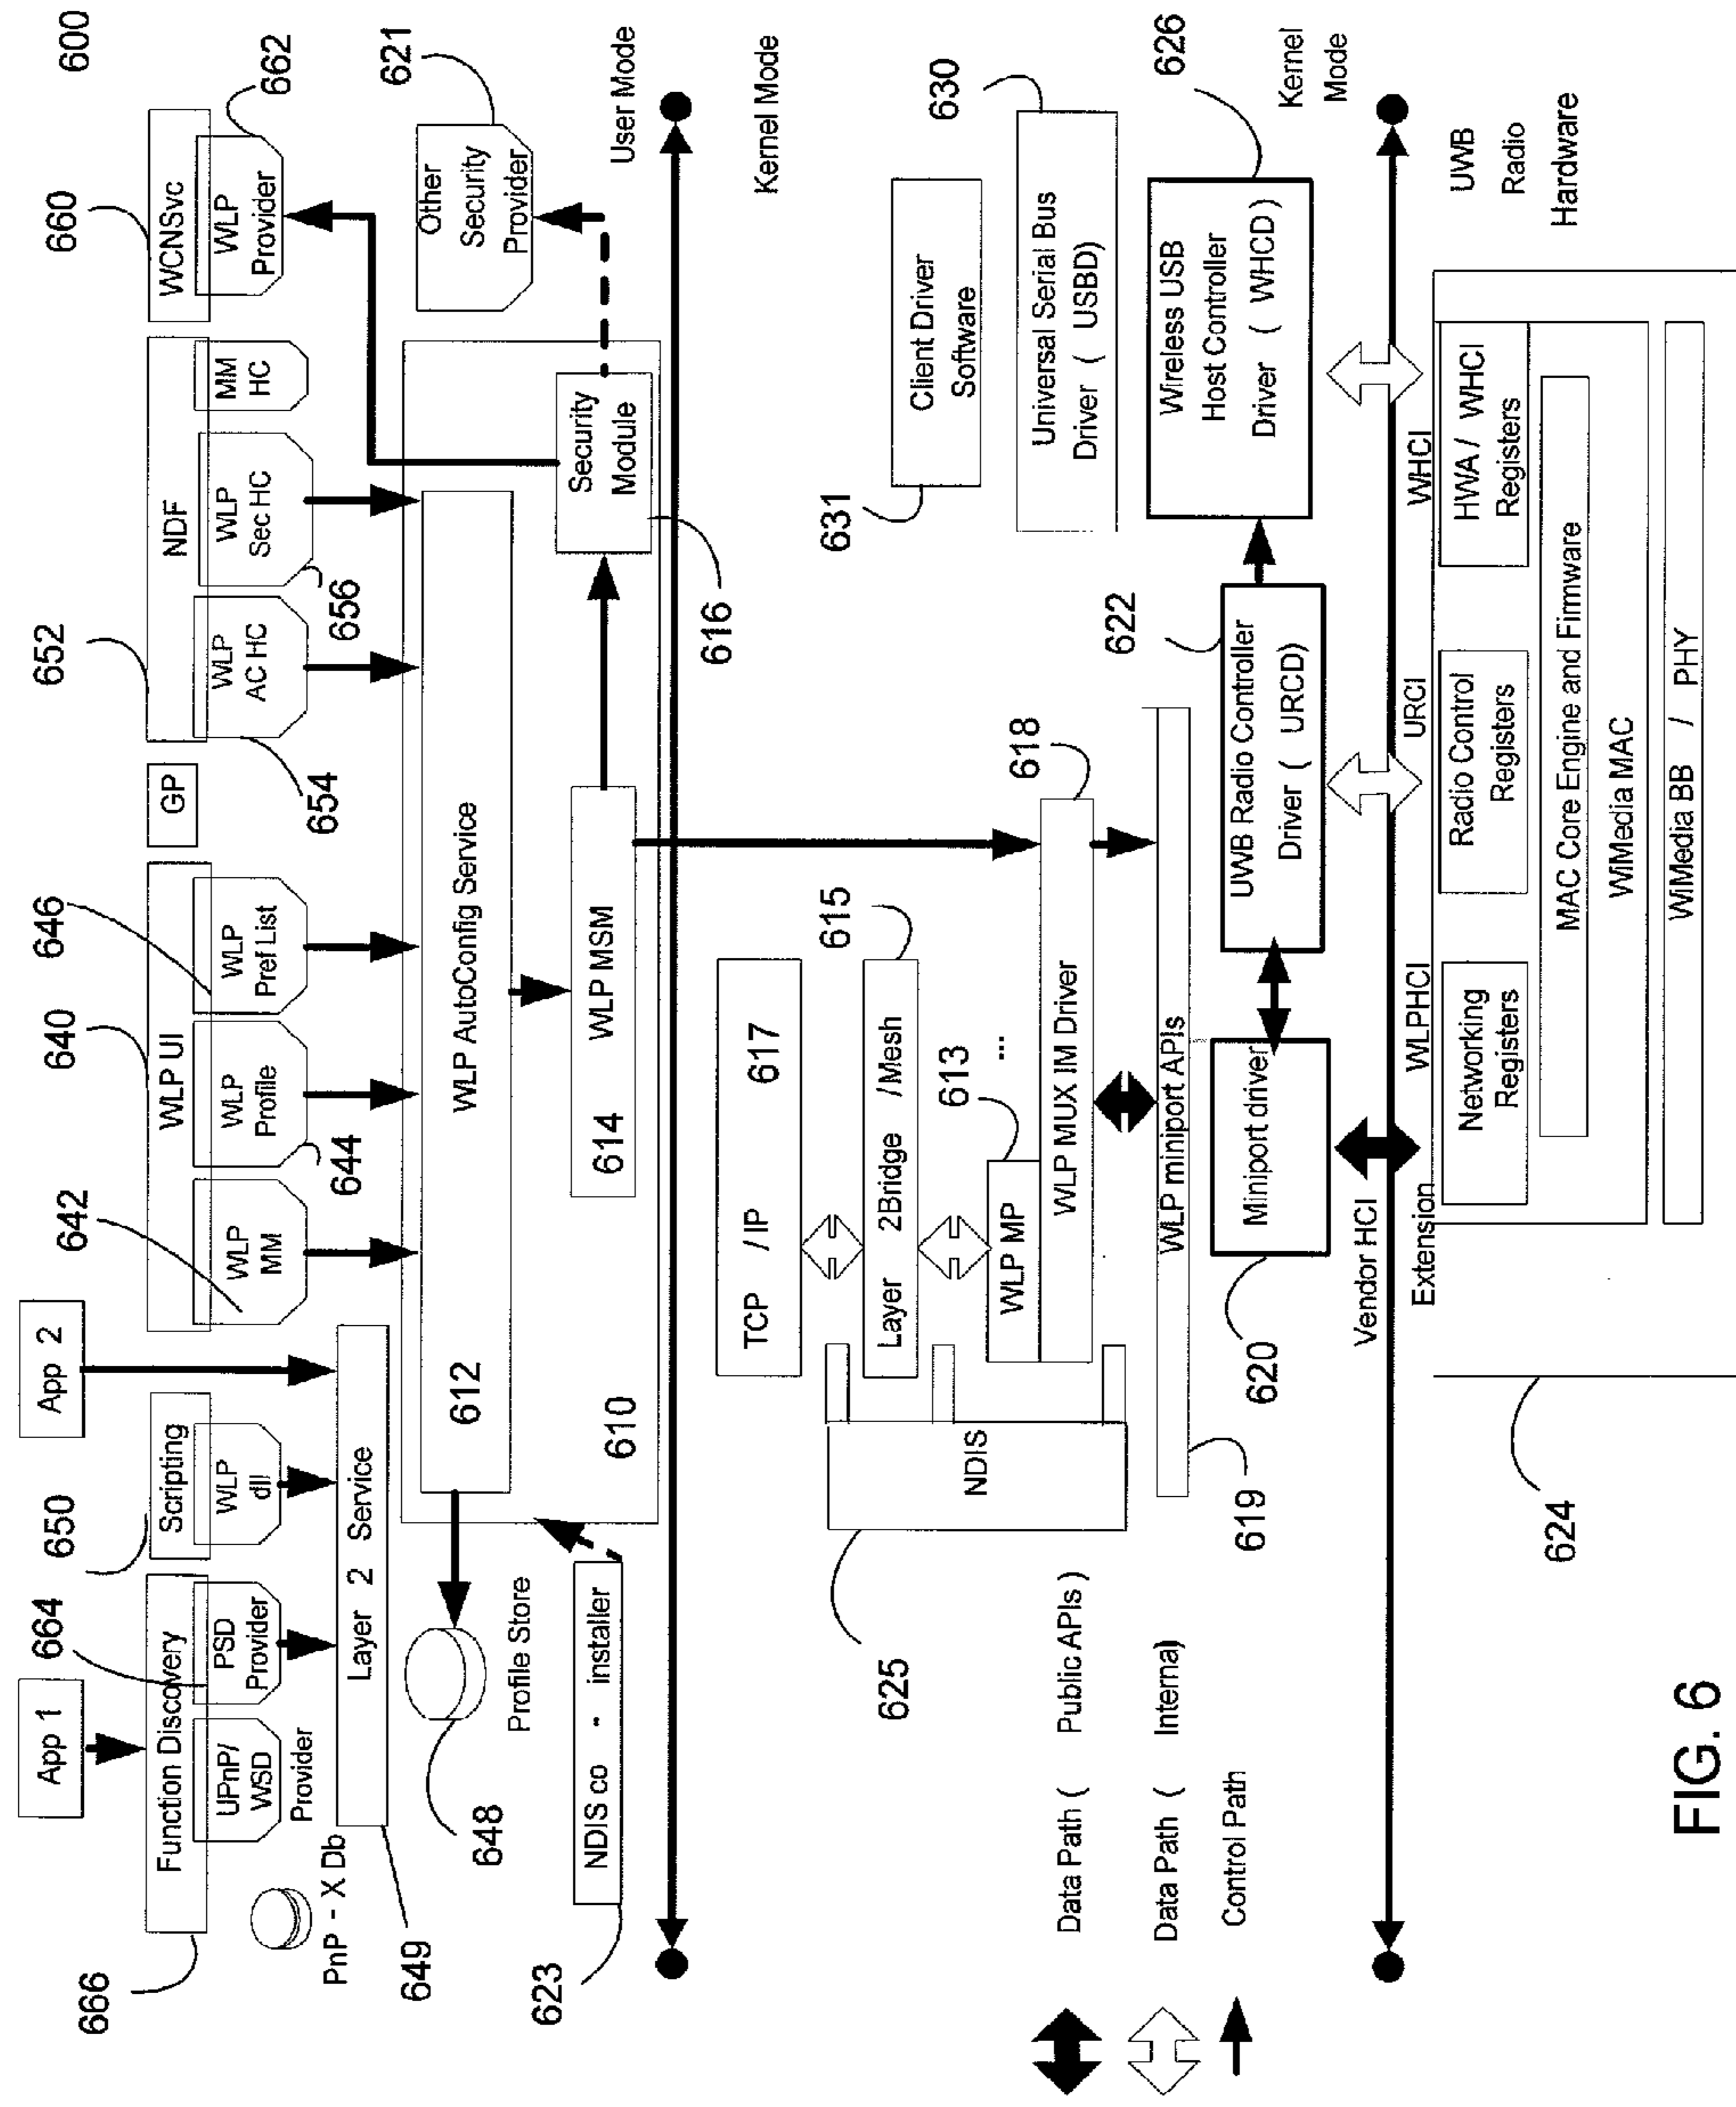 600
App 1
App 2
650
640
646
652
660
666
664
Function Discovery
Scripting
WLP UI
GP
NDF
WCNSvc
UPnP/
WSD
Provider
PSD
Provider
WLP
dll
642
WLP
MM
WLP
Profile
WLP
Pref List
WLP
AC HC
WLP
Sec HC
MM
HC
WLP
Provider
662
PnP - X Db
644
654
656
649
Layer 2 Service
621
Other
Security
Provider
648
Profile Store
612
WLP AutoConfig Service
623
NDIS co - installer
610
614
WLP MSM
Security
Module
616
User Mode
Kernel Mode
TCP / IP
617
615
Layer 2Bridge /Mesh
625
NDIS
613
...
WLP MP
618
WLP MUX IM Driver
619
WLP miniport APIs
631
Client Driver
Software
630
Universal Serial Bus
Driver ( USBD)
Data Path ( Public APIs )
Data Path ( Internal)
Control Path
620
Miniport driver
622
UWB Radio Controller
Driver ( URCD)
Wireless USB
Host Controller
Driver ( WHCD )
626
Kernel
Mode
Vendor HCI
Extension
WLPHCI
URCI
WHCI
UWB
Radio
Hardware
624
Networking
Registers
Radio Control
Registers
HWA / WHCI
Registers
MAC Core Engine and Firmware
WiMedia MAC
WiMedia BB / PHY
FIG. 6